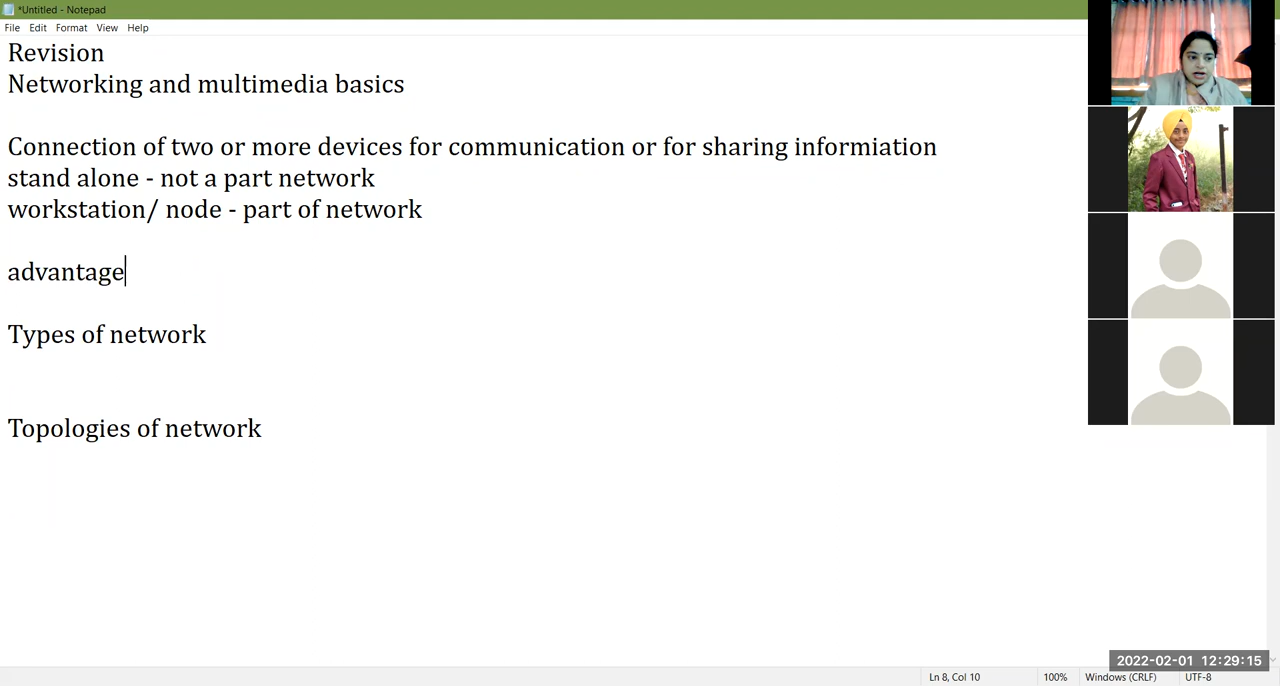 *Untitled - Notepad
File Edit Format View Help
Revision
Networking and multimedia basics
Connection of two or more devices for communication or for sharing informiation
stand alone - not a part network
workstation/ node - part of network
advantage
Types of network
Topologies of network
2022-02-01 12:29:15
Ln 8, Col 10 100% Windows (CRLF) UTF-8